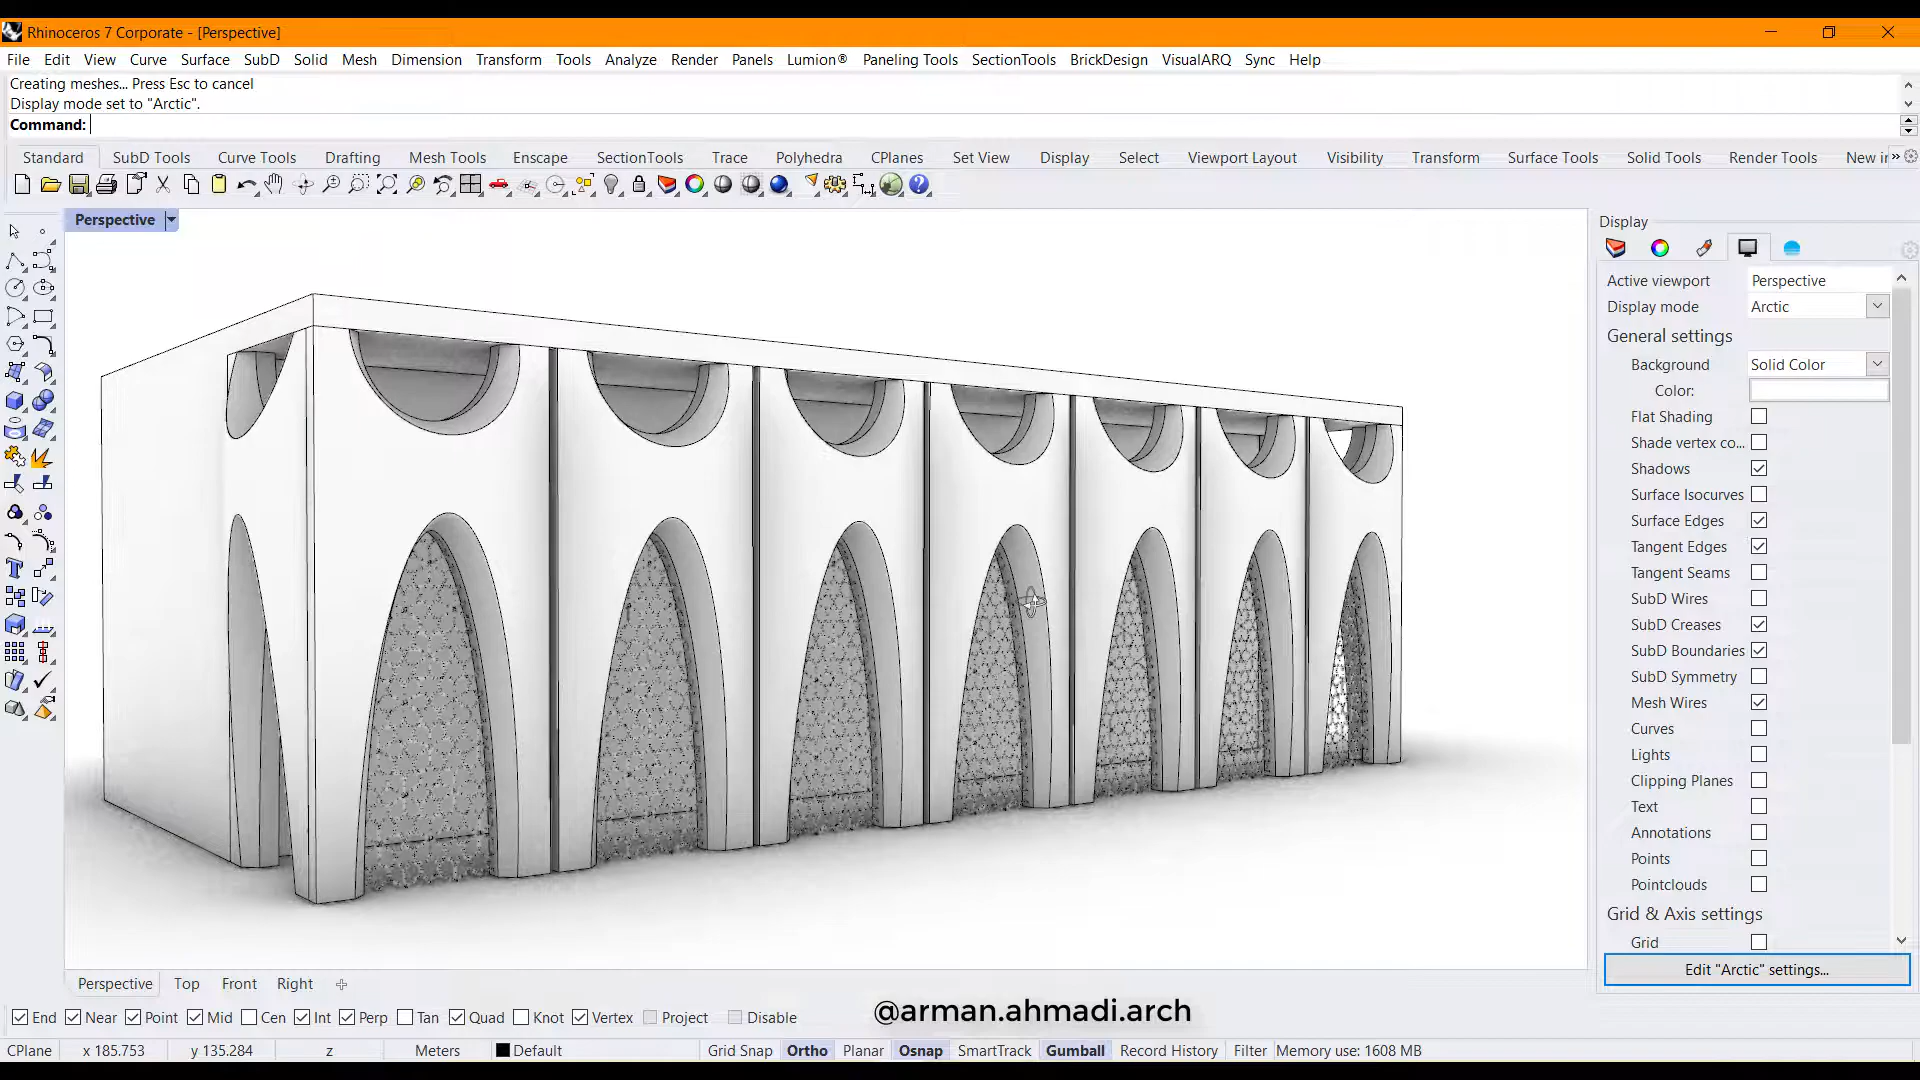 Rhinoceros 7 Corporate - [Perspective]
File Edit View Curve Surface SubD Solid Mesh Dimension Transform Tools Analyze Render Panels Lumion® Paneling Tools SectionTools BrickDesign VisualARQ Sync Help
Creating meshes... Press Esc to cancel
Display mode set to "Arctic".
Command:
Standard SubD Tools Curve Tools Drafting Mesh Tools Enscape SectionTools Trace Polyhedra CPlanes Set View Display Select Viewport Layout Visibility Transform Surface Tools Solid Tools Render Tools New in
Perspective
Display
Active viewport Perspective
Display mode Arctic
General settings
Background Solid Color
Color:
Flat Shading
Shade vertex co...
Shadows
Surface Isocurves
Surface Edges
Tangent Edges
Tangent Seams
SubD Wires
SubD Creases
SubD Boundaries
SubD Symmetry
Mesh Wires
Curves
Lights
Clipping Planes
Text
Annotations
Points
Pointclouds
Grid & Axis settings
Grid
Edit "Arctic" settings...
Perspective Top Front Right
End Near Point Mid Cen Int Perp Tan Quad Knot Vertex Project Disable
@arman.ahmadi.arch
CPlane x 185.753 y 135.284 z Meters Default Grid Snap Ortho Planar Osnap SmartTrack Gumball Record History Filter Memory use: 1608 MB